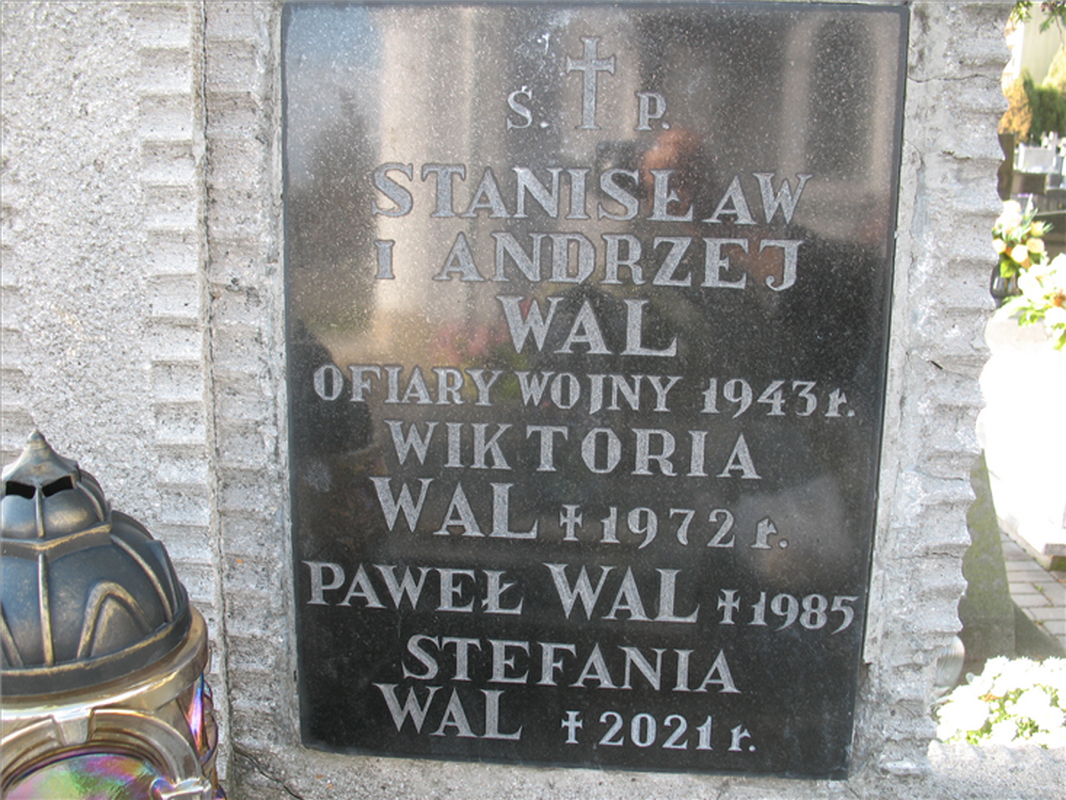 Ś. P.
STANISŁAW
I ANDRZEJ
WAL
OFIARY WOJNY 1943 r.
WIKTORIA
WAL ✝ 1972 r.
PAWEŁ WAL ✝ 1985
STEFANIA
WAL ✝ 2021 r.